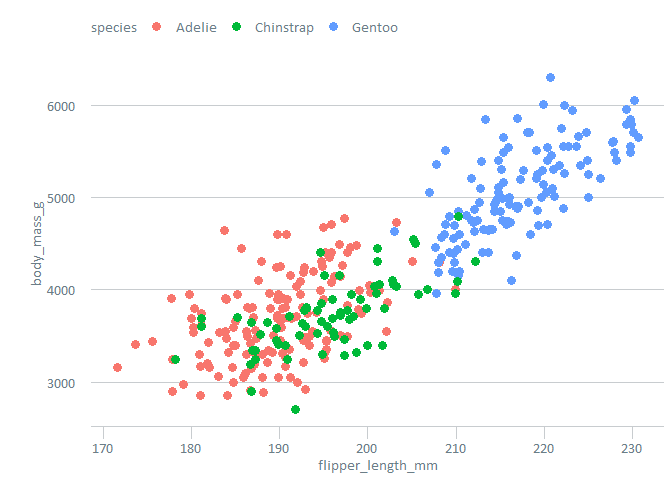 species Adelie Chinstrap Gentoo
6000
5000
body_mass_g
4000
3000
170 180 190 200 210 220 230
flipper_length_mm